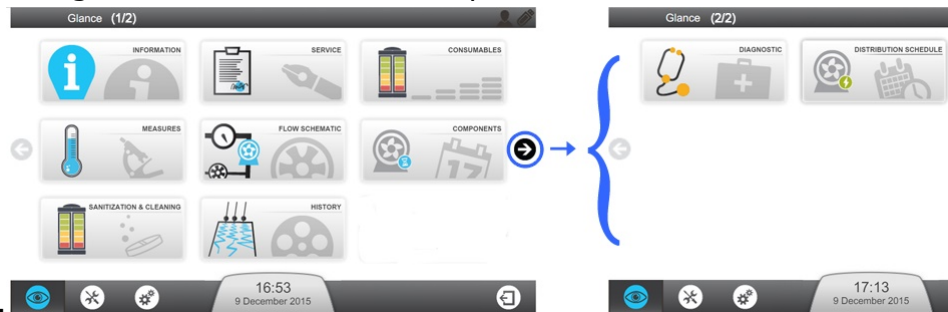 Glance (1/2)
INFORMATION
SERVICE
CONSUMABLES
MEASURES
FLOW SCHEMATIC
COMPONENTS
17
SANITIZATION & CLEANING
HISTORY
16:53
9 December 2015
Glance (2/2)
DIAGNOSTIC
DISTRIBUTION SCHEDULE
17:13
9 December 2015